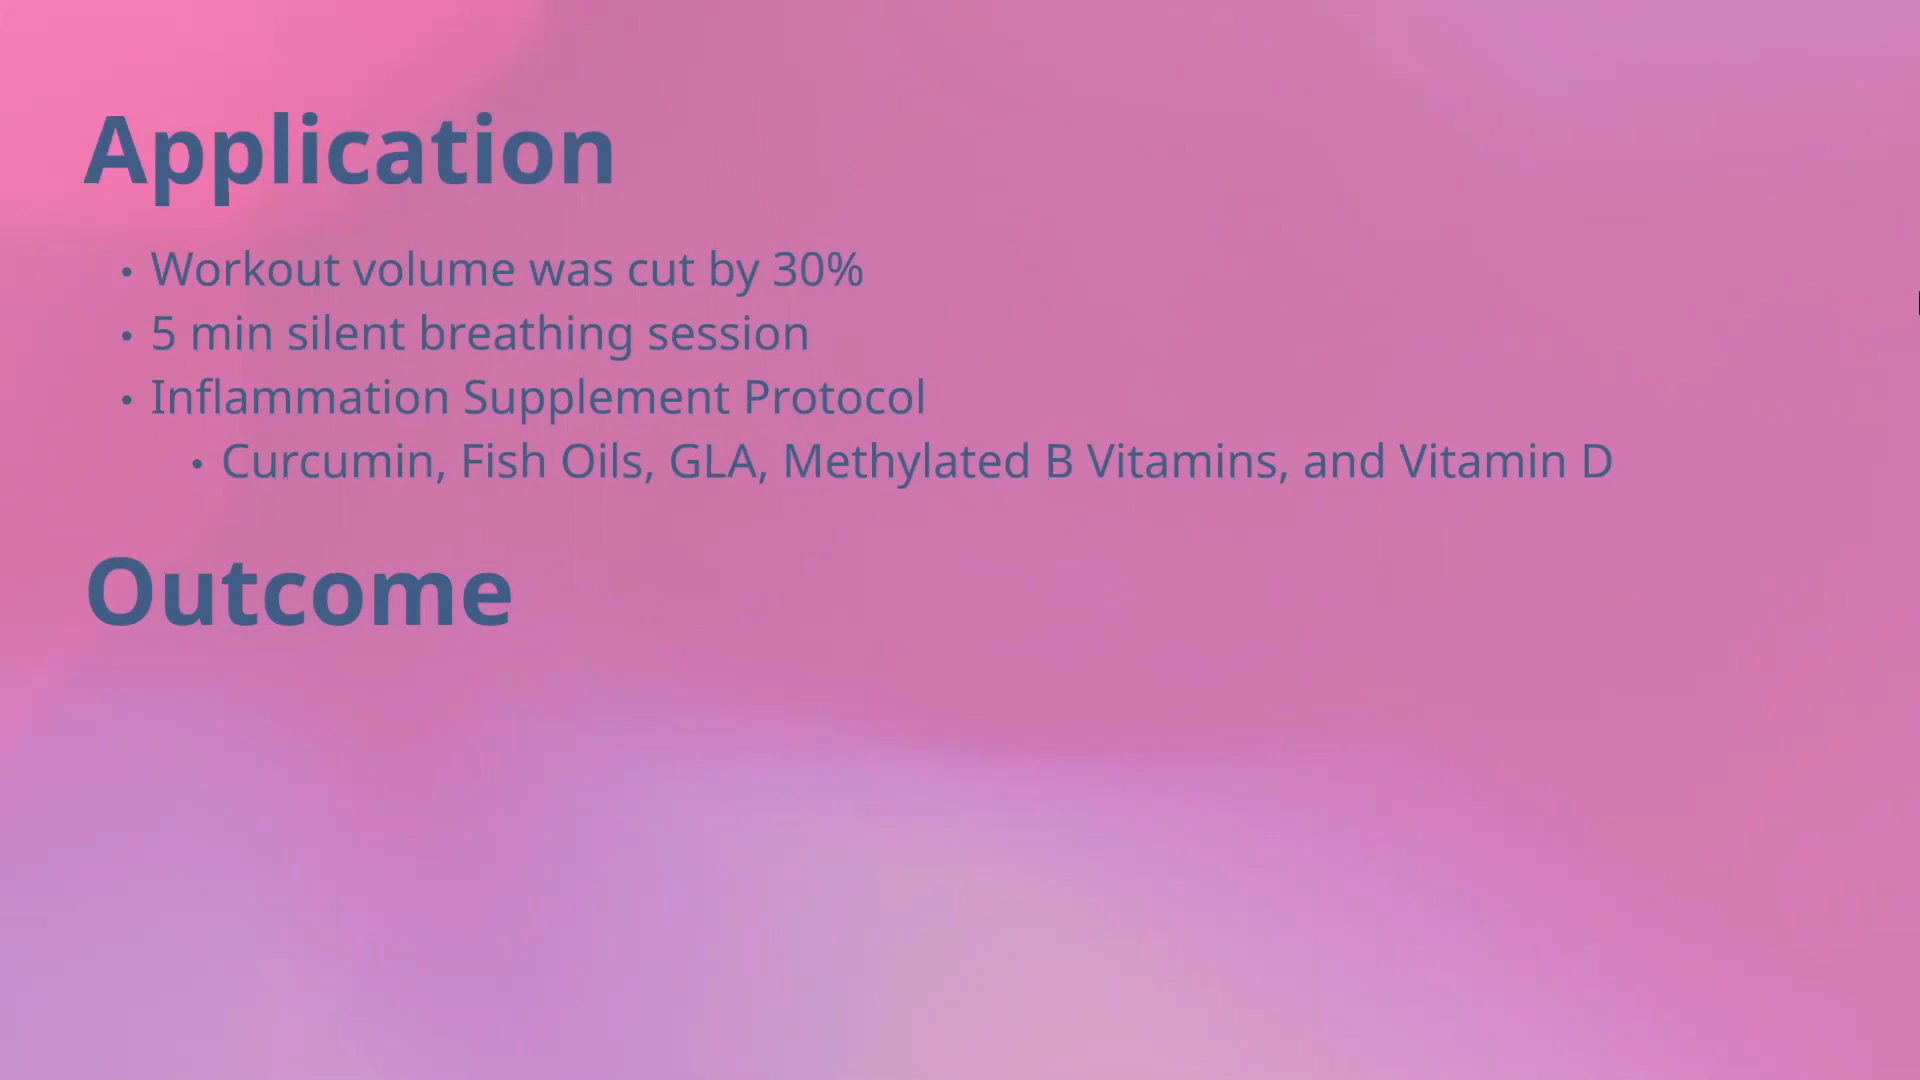 Application
• Workout volume was cut by 30%
• 5 min silent breathing session
• Inflammation Supplement Protocol
• Curcumin, Fish Oils, GLA, Methylated B Vitamins, and Vitamin D
Outcome